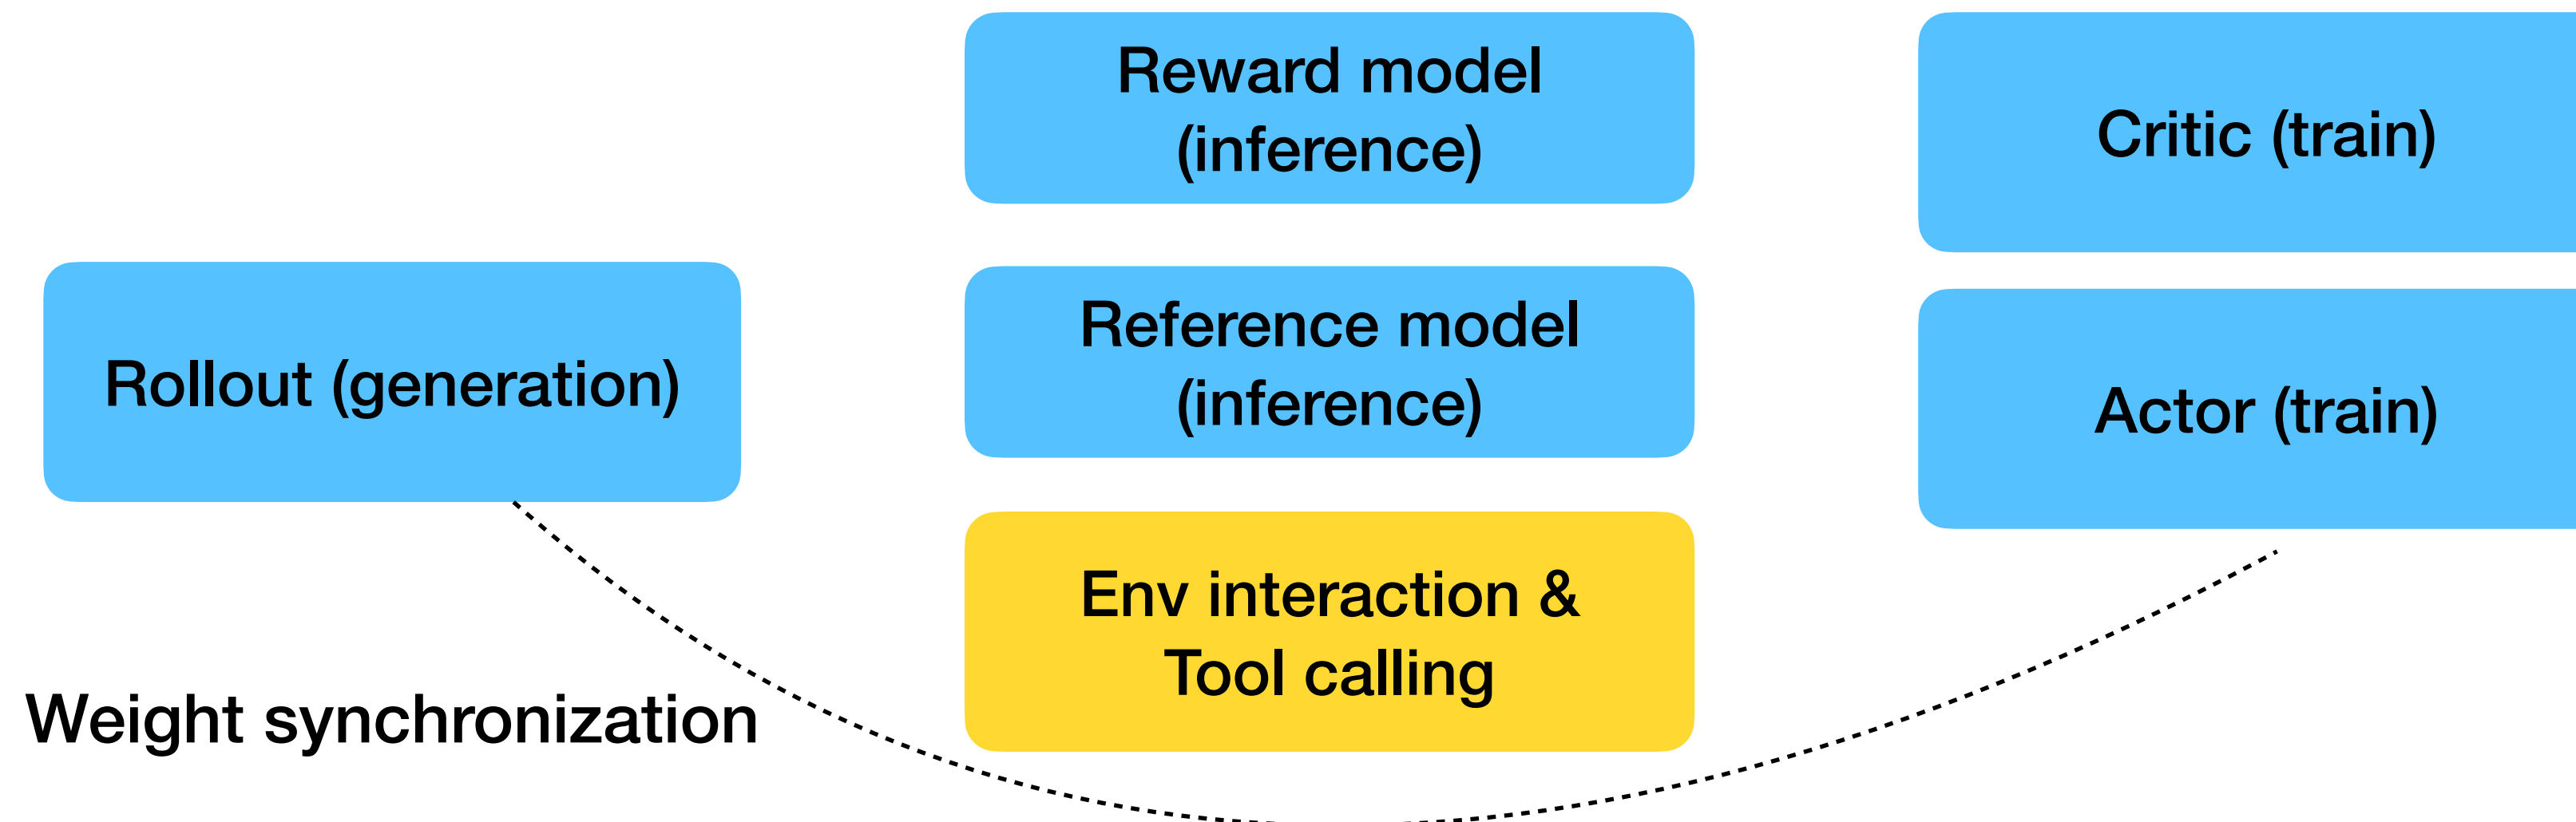 Rollout (generation)
Weight synchronization
Reward model
(inference)
Reference model
(inference)
Env interaction &
Tool calling
Critic (train)
Actor (train)